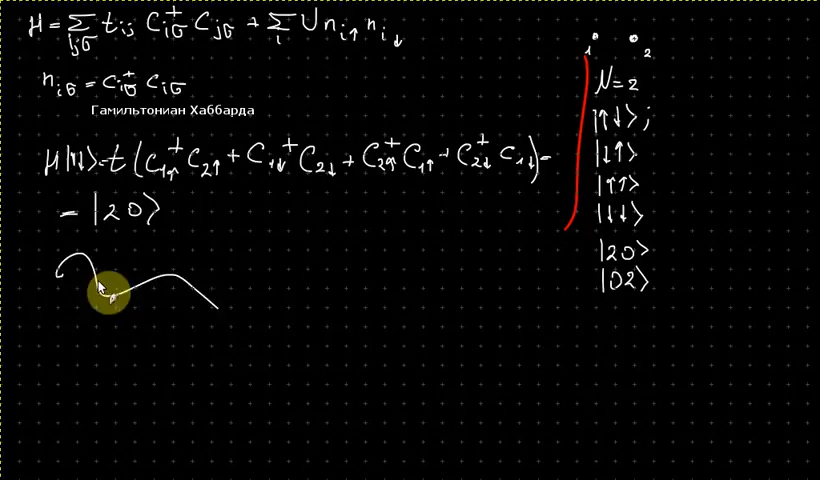 H = Σ_{ijσ} t_{ij} C⁺_{iσ} C_{jσ} + Σ_i U n_{i↑} n_{i↓}
n_{iσ} = C⁺_{iσ} C_{iσ}
Гамильтониан Хаббарда
H|↑↓⟩ = t(C⁺_{1↑} C_{2↑} + C⁺_{1↓} C_{2↓} + C⁺_{2↑} C_{1↑} + C⁺_{2↓} C_{1↓}) =
= |20⟩
1 2
N=2
|↑↓⟩;
|↓↑⟩
|↑↑⟩
|↓↓⟩
|20⟩
|02⟩